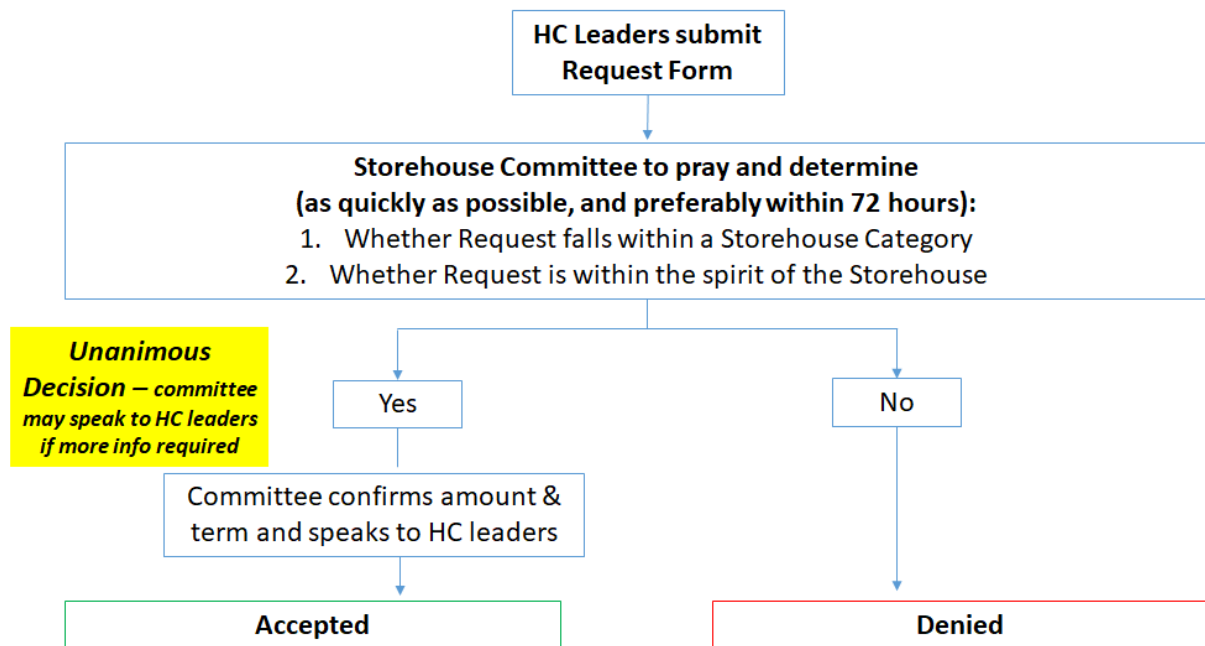 HC Leaders submit
Request Form
Storehouse Committee to pray and determine
(as quickly as possible, and preferably within 72 hours):
1. Whether Request falls within a Storehouse Category
2. Whether Request is within the spirit of the Storehouse
Unanimous
Decision – committee
may speak to HC leaders
if more info required
Yes
No
Committee confirms amount &
term and speaks to HC leaders
Accepted
Denied